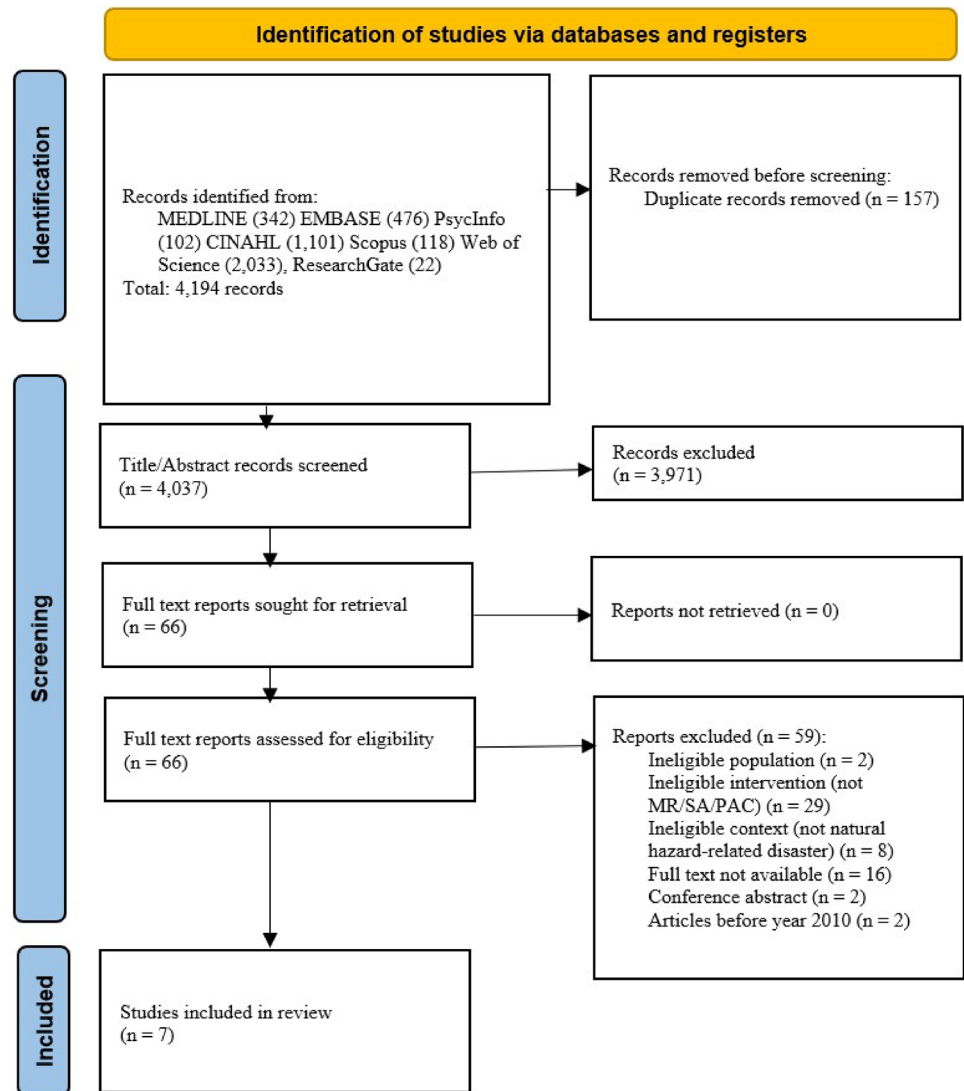 Identification of studies via databases and registers
Identification
Records identified from:
MEDLINE (342) EMBASE (476) PsycInfo
(102) CINAHL (1,101) Scopus (118) Web of
Science (2,033), ResearchGate (22)
Total: 4,194 records
Records removed before screening:
Duplicate records removed (n = 157)
Screening
Title/Abstract records screened
(n = 4,037)
Records excluded
(n = 3,971)
Full text reports sought for retrieval
(n = 66)
Reports not retrieved (n = 0)
Full text reports assessed for eligibility
(n = 66)
Reports excluded (n = 59):
Ineligible population (n = 2)
Ineligible intervention (not
MR/SA/PAC) (n = 29)
Ineligible context (not natural
hazard-related disaster) (n = 8)
Full text not available (n = 16)
Conference abstract (n = 2)
Articles before year 2010 (n = 2)
Included
Studies included in review
(n = 7)